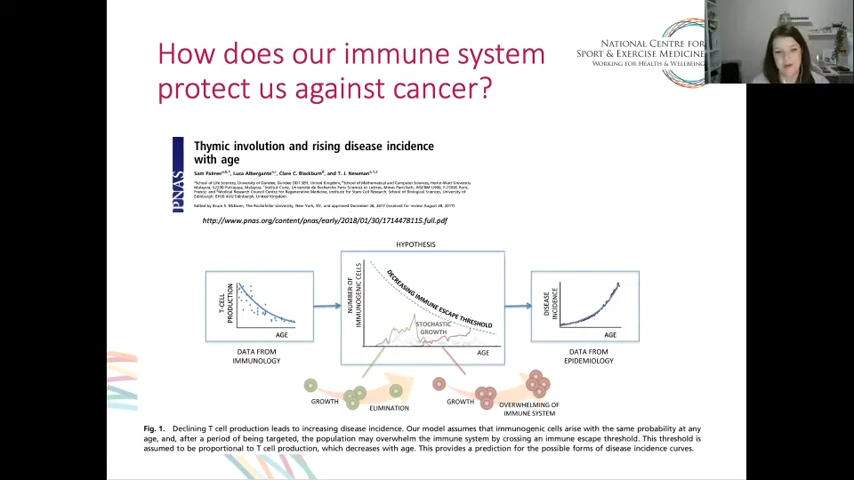 How does our immune system
protect us against cancer?
NATIONAL CENTRE FOR
SPORT & EXERCISE MEDICINE
WORKING FOR HEALTH & WELLBEING
PNAS
Thymic involution and rising disease incidence
with age
Sam Palmer, Luca Albergante, Clare C. Blackburn, and T. J. Newman
http://www.pnas.org/content/pnas/early/2018/01/30/1714478115.full.pdf
HYPOTHESIS
T-CELL
PRODUCTION
AGE
DATA FROM
IMMUNOLOGY
NUMBER OF
IMMUNOGENIC CELLS
DECREASING IMMUNE ESCAPE THRESHOLD
STOCHASTIC
GROWTH
AGE
DISEASE
INCIDENCE
AGE
DATA FROM
EPIDEMIOLOGY
GROWTH
ELIMINATION
GROWTH
OVERWHELMING OF
IMMUNE SYSTEM
Fig. 1. Declining T cell production leads to increasing disease incidence. Our model assumes that immunogenic cells arise with the same probability at any
age, and, after a period of being targeted, the population may overwhelm the immune system by crossing an immune escape threshold. This threshold is
assumed to be proportional to T cell production, which decreases with age. This provides a prediction for the possible forms of disease incidence curves.